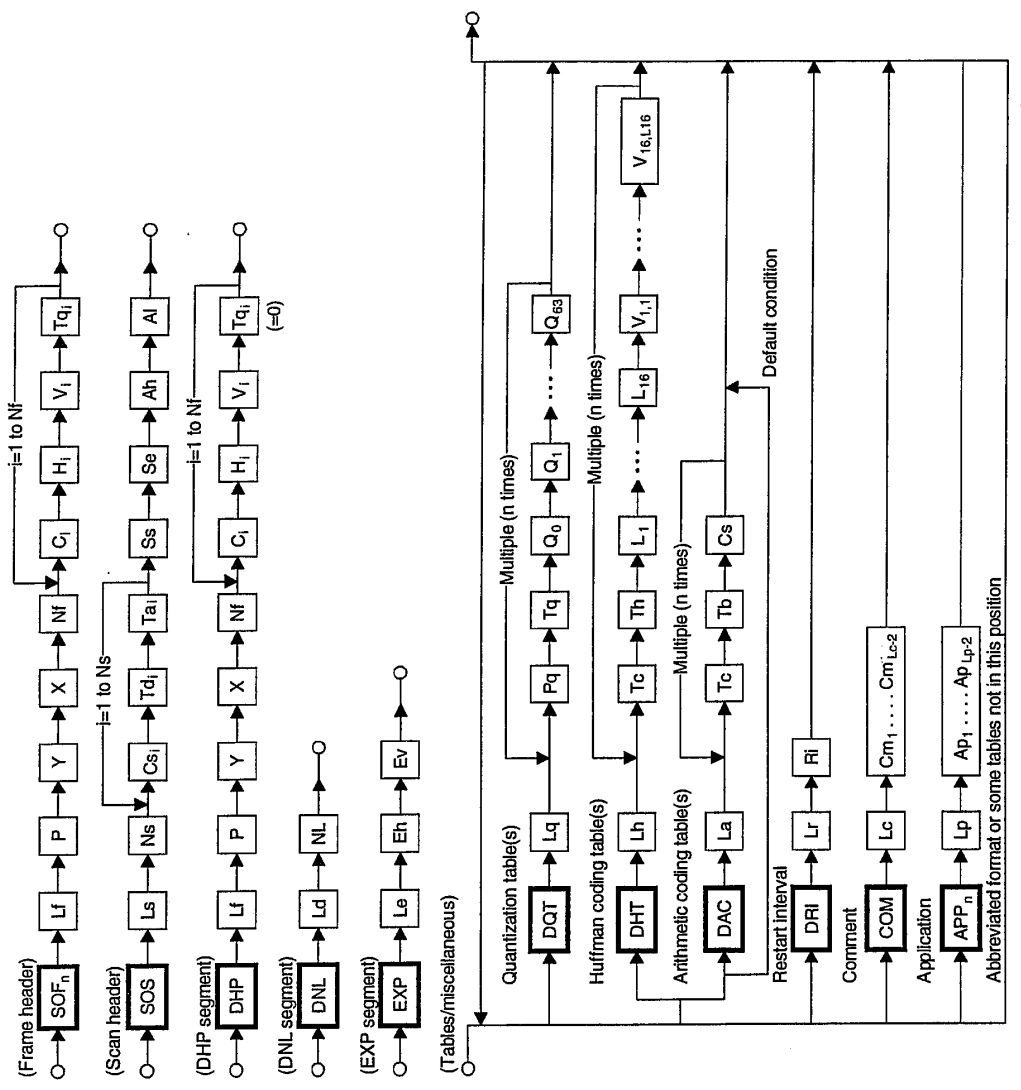 (Frame header)
i=1 to Nf
SOFn Lf P Y X Nf Ci Hi Vi Tqi
(Scan header)
i=1 to Ns
SOS Ls Ns Csi Tdi Tai Ss Se Ah Al
(DHP segment)
i=1 to Nf
DHP Lf P Y X Nf Ci Hi Vi Tqi
(=0)
(DNL segment)
DNL Ld NL
(EXP segment)
EXP Le Eh Ev
(Tables/miscellaneous)
Quantization table(s)
Multiple (n times)
DQT Lq Pq Tq Q0 Q1 .... Q63
Huffman coding table(s)
Multiple (n times)
DHT Lh Tc Th L1 .... L16 V1,1 .... V16,L16
Arithmetic coding table(s)
Multiple (n times)
DAC La Tc Tb Cs
Default condition
Restart Interval
DRI Lr Ri
Comment
COM Lc Cm1 .... CmLc-2
Application
APPn Lp Ap1 .... ApLp-2
Abbreviated format or some tables not in this position